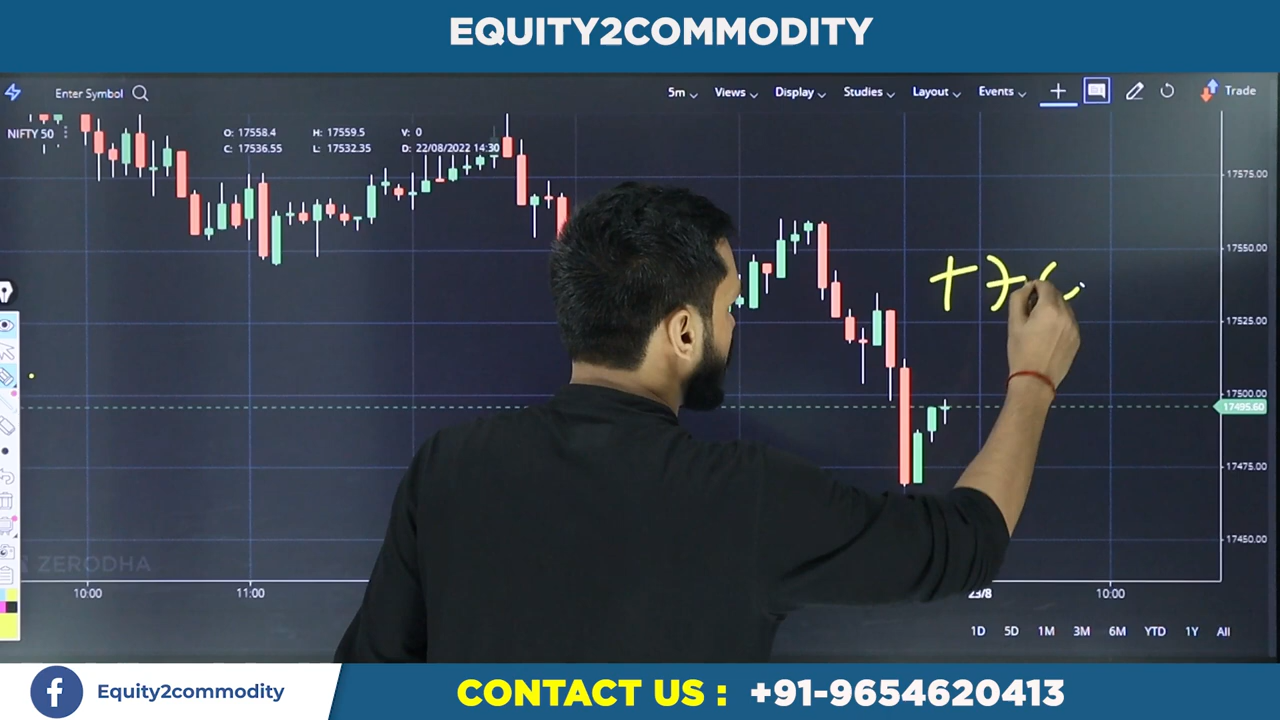 EQUITY2COMMODITY
Enter Symbol
5m Views Display Studies Layout Events Trade
NIFTY 50
O: 17558.4 H: 17559.5 V: 0
C: 17536.55 L: 17532.35 D: 22/08/2022 14:30
17575.00
17550.00
17525.00
17500.00
17495.60
17475.00
17450.00
ZERODHA
10:00 11:00 23/8 10:00
1D 5D 1M 3M 6M YTD 1Y All
Equity2commodity
CONTACT US : +91-9654620413